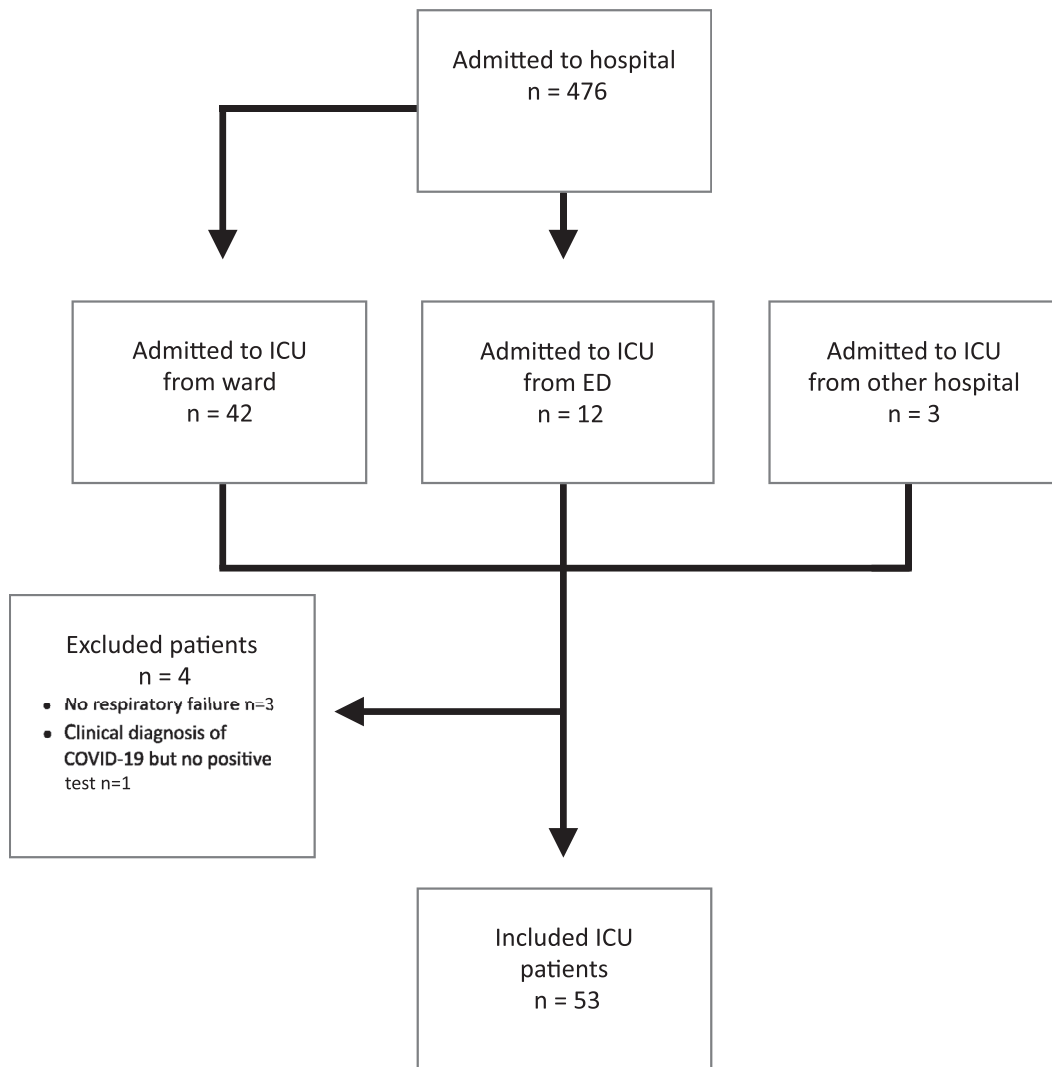 Admitted to hospital
n = 476
Admitted to ICU
from ward
n = 42
Admitted to ICU
from ED
n = 12
Admitted to ICU
from other hospital
n = 3
Excluded patients
n = 4
• No respiratory failure n=3
• Clinical diagnosis of
COVID-19 but no positive
test n=1
Included ICU
patients
n = 53